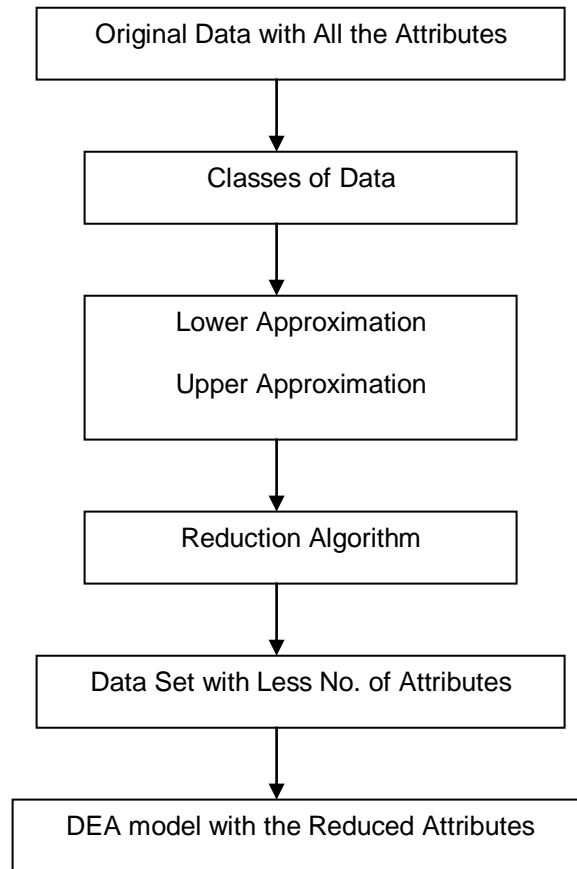 Original Data with All the Attributes
Classes of Data
Lower Approximation
Upper Approximation
Reduction Algorithm
Data Set with Less No. of Attributes
DEA model with the Reduced Attributes